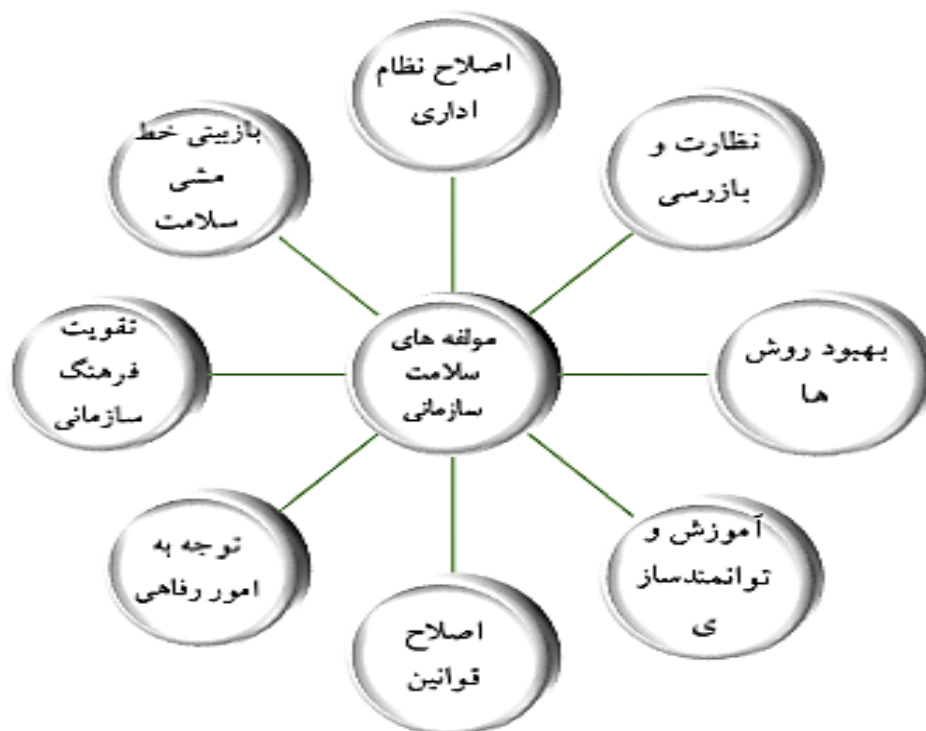 اصلاح نظام
اداری
نظارت و
بازرسی
بهبود روش
ها
آموزش و
توانمندساز
ی
اصلاح
قوانین
توجه به
امور رفاهی
تقویت
فرهنگ
سازمانی
بازبینی خط
مشی
سلامت
مولفه های
سلامت
سازمانی